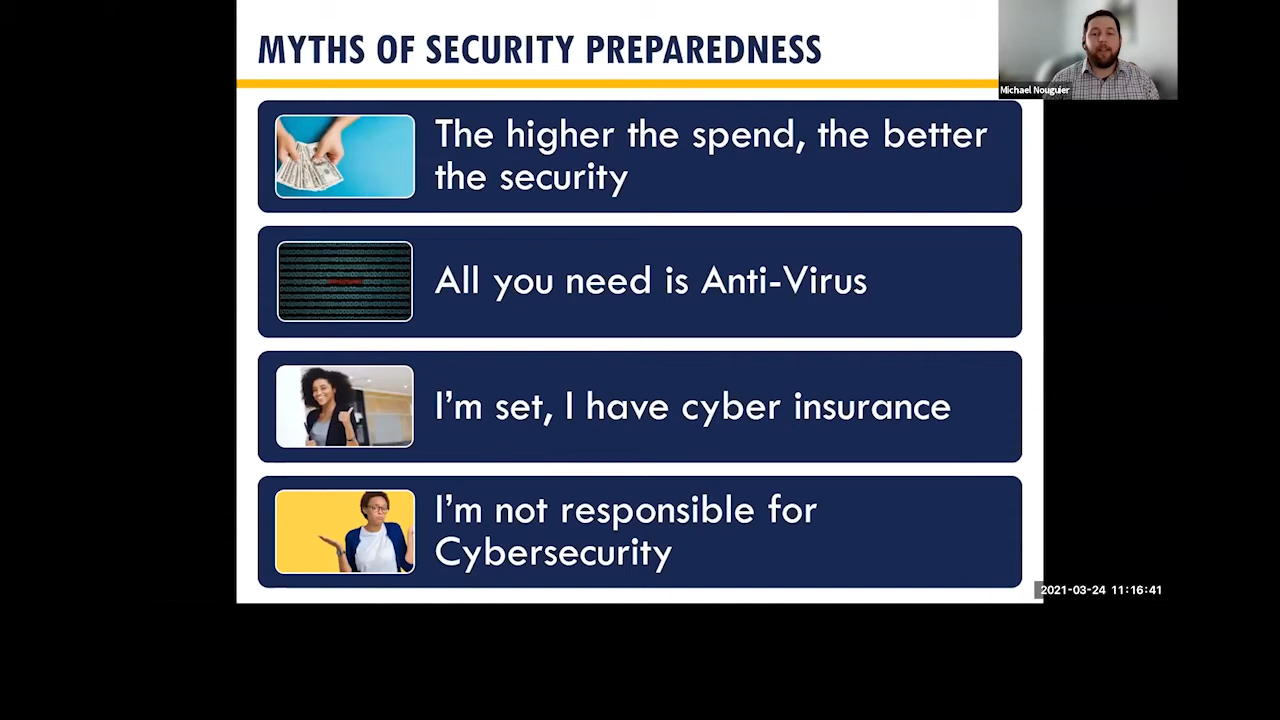 MYTHS OF SECURITY PREPAREDNESS
Michael Nouguier
The higher the spend, the better
the security
All you need is Anti-Virus
I'm set, I have cyber insurance
I'm not responsible for
Cybersecurity
2021-03-24 11:16:41